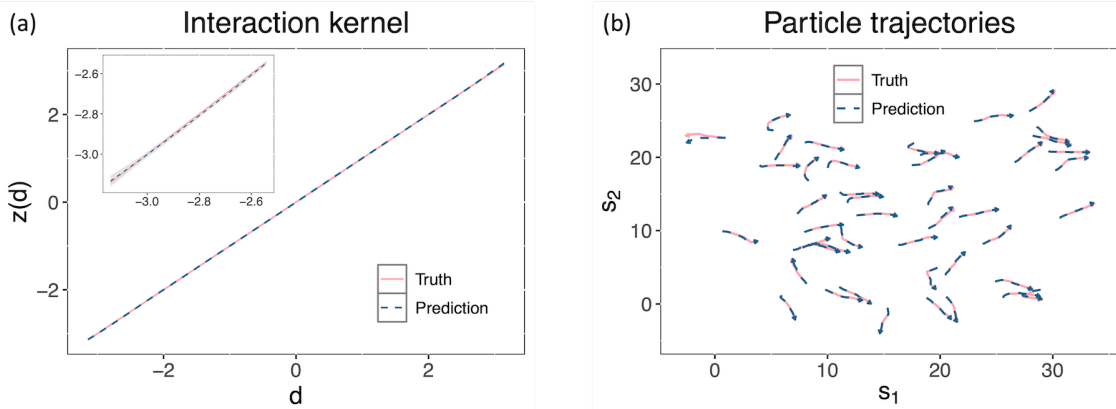 (a) Interaction kernel
−2.6
−2.8
−3.0
−3.0 −2.8 −2.6
2
0
−2
z(d)
Truth
Prediction
−2 0 2
d
(b) Particle trajectories
Truth
Prediction
30
20
10
0
s2
0 10 20 30
s1